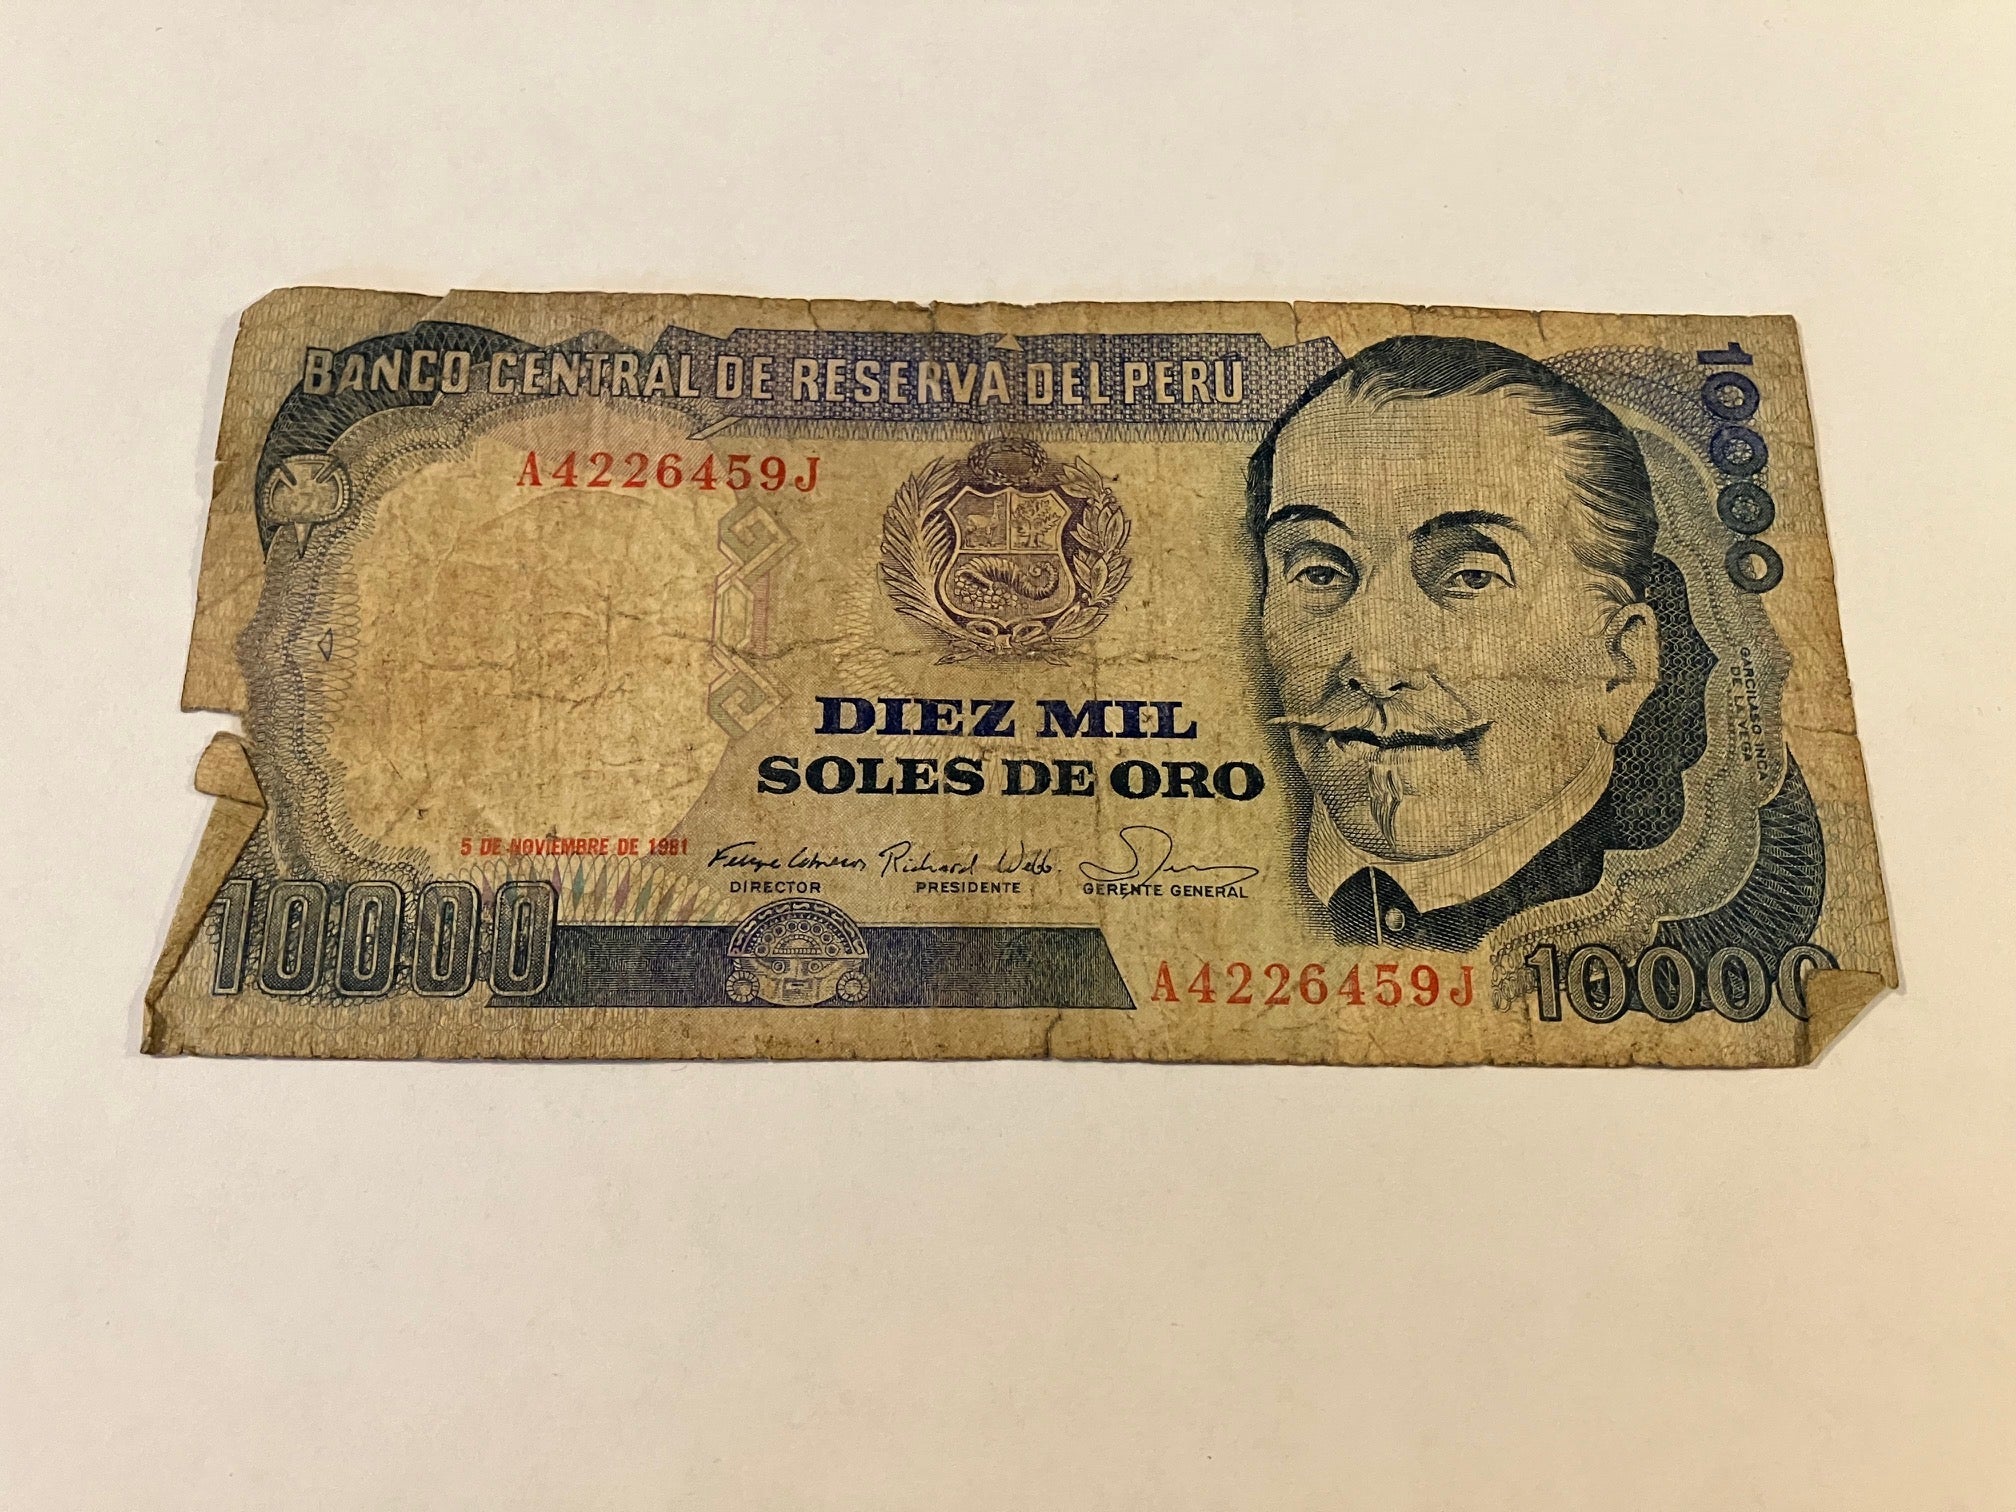 BANCO CENTRAL DE RESERVA DEL PERÚ
10000
A4226459J
GARCILASO INCA
DE LA VEGA
DIEZ MIL
SOLES DE ORO
5 DE NOVIEMBRE DE 1981
Richard Webb
DIRECTOR
PRESIDENTE
GERENTE GENERAL
10000
A4226459J
10000